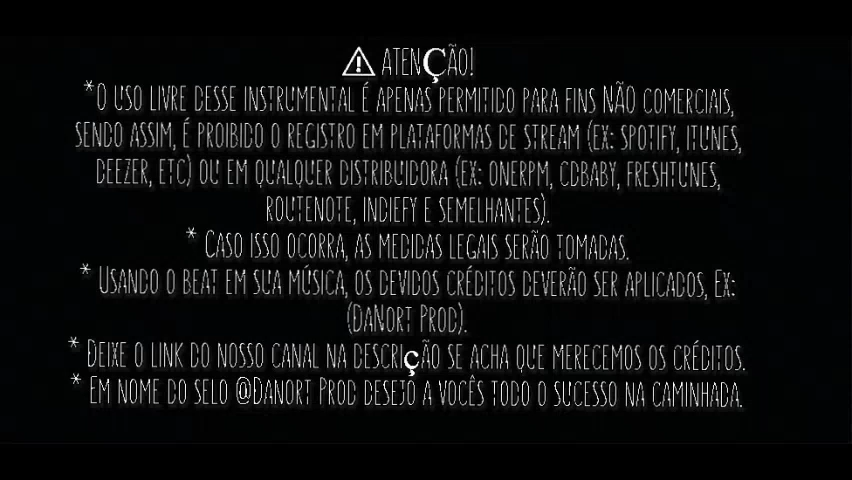 ⚠ ATENÇÃO!
*O USO LIVRE DESSE INSTRUMENTAL É APENAS PERMITIDO PARA FINS NÃO COMERCIAIS,
SENDO ASSIM, É PROIBIDO O REGISTRO EM PLATAFORMAS DE STREAM (EX: SPOTIFY, ITUNES,
DEEZER, ETC) OU EM QUALQUER DISTRIBUIDORA (EX: ONERPM, CDBABY, FRESHTUNES,
ROUTENOTE, INDIEFY E SEMELHANTES).
* CASO ISSO OCORRA, AS MEDIDAS LEGAIS SERÃO TOMADAS.
* USANDO O BEAT EM SUA MÚSICA, OS DEVIDOS CRÉDITOS DEVERÃO SER APLICADOS, EX:
(DANORT PROD).
* DEIXE O LINK DO NOSSO CANAL NA DESCRIçÃO SE ACHA QUE MERECEMOS OS CRÉDITOS.
* EM NOME DO SELO @DANORT PROD DESEJO A VOCÊS TODO O SUCESSO NA CAMINHADA.